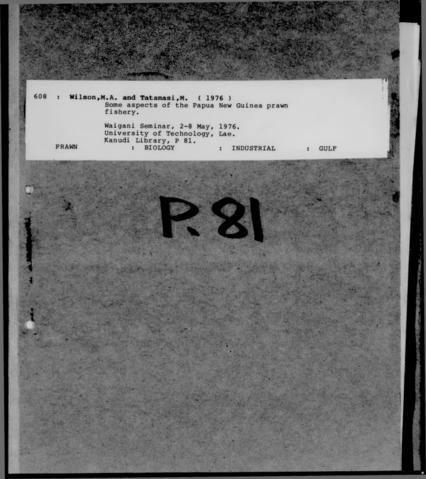 608 : Wilson,M.A. and Tatamasi,M. ( 1976 )
Some aspects of the Papua New Guinea prawn
fishery.
Waigani Seminar, 2-8 May, 1976.
University of Technology, Lae.
Kanudi Library, P 81.
PRAWN : BIOLOGY : INDUSTRIAL : GULF
P.81